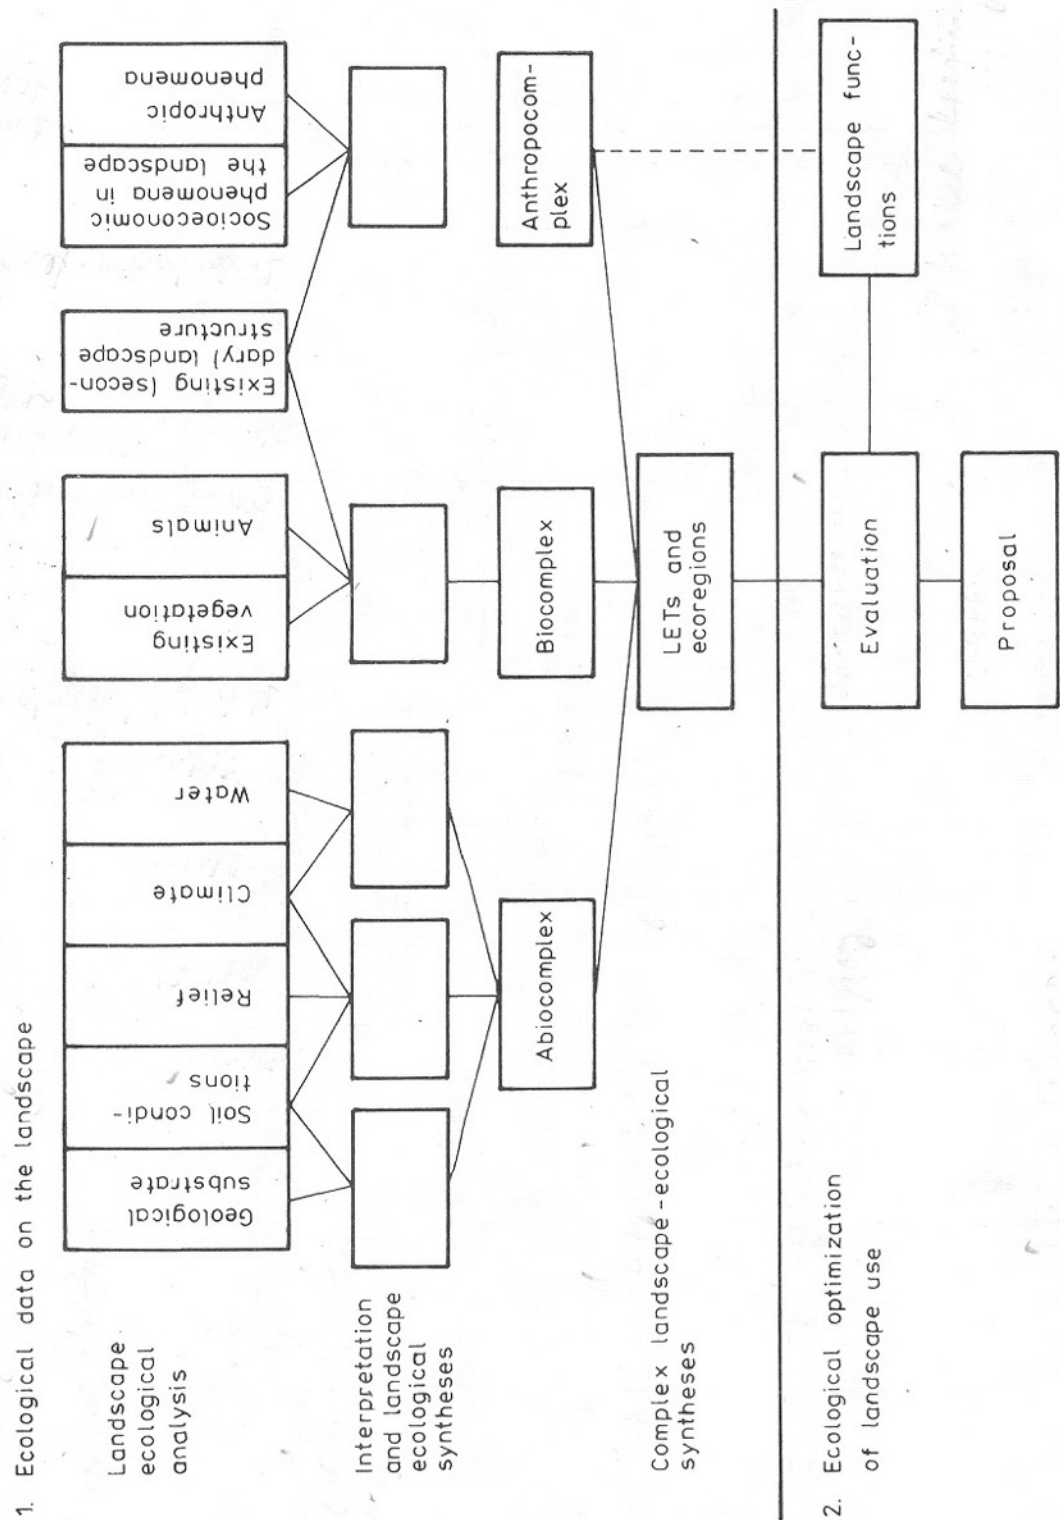 1. Ecological data on the landscape
Landscape
ecological
analysis
Geological
substrate
Soil condi-
tions
Relief
Climate
Water
Existing
vegetation
Animals
Existing (secon-
dary) landscape
structure
Socioeconomic
phenomena in
the landscape
Anthropic
phenomena
Interpretation
and landscape
ecological
syntheses
Abiocomplex
Biocomplex
Anthropocom-
plex
Complex landscape-ecological
syntheses
LETs and
ecoregions
2. Ecological optimization
of landscape use
Evaluation
Landscape func-
tions
Proposal